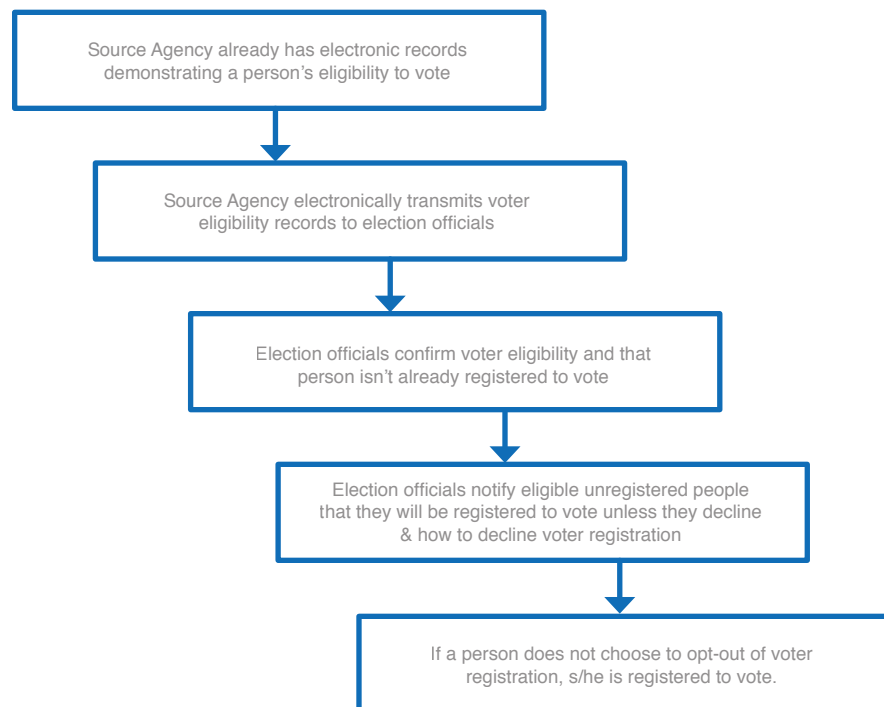 Source Agency already has electronic records
demonstrating a person’s eligibility to vote
Source Agency electronically transmits voter
eligibility records to election officials
Election officials confirm voter eligibility and that
person isn’t already registered to vote
Election officials notify eligible unregistered people
that they will be registered to vote unless they decline
& how to decline voter registration
If a person does not choose to opt-out of voter
registration, s/he is registered to vote.